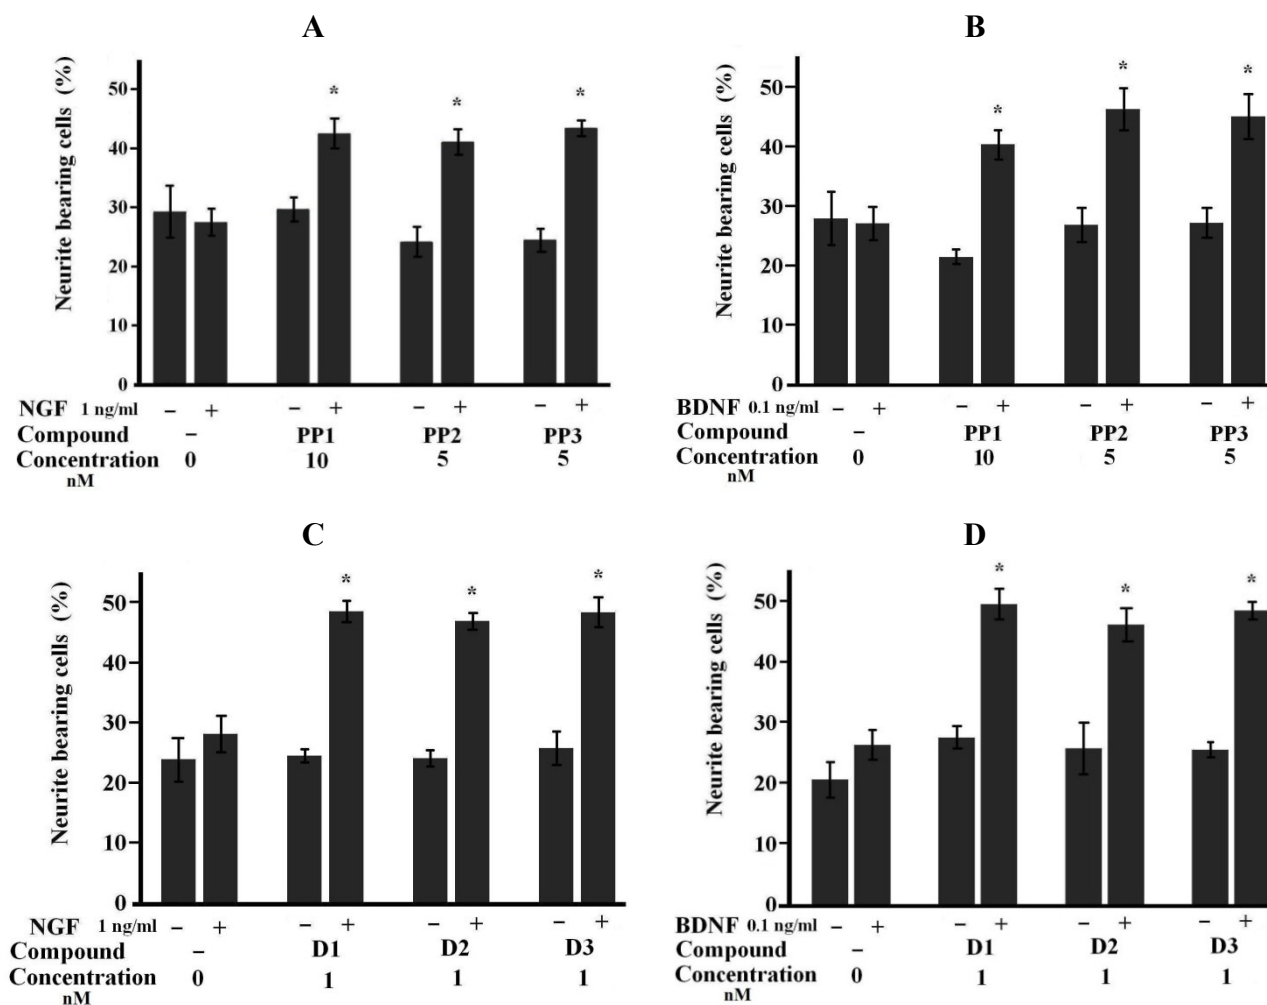 A
Neurite bearing cells (%)
50
40
30
20
10
0
* * *
NGF 1 ng/ml − + − + − + − +
Compound − PP1 PP2 PP3
Concentration 0 10 5 5
nM
B
Neurite bearing cells (%)
50
40
30
20
10
0
* * *
BDNF 0.1 ng/ml − + − + − + − +
Compound − PP1 PP2 PP3
Concentration 0 10 5 5
nM
C
Neurite bearing cells (%)
50
40
30
20
10
0
* * *
NGF 1 ng/ml − + − + − + − +
Compound − D1 D2 D3
Concentration 0 1 1 1
nM
D
Neurite bearing cells (%)
50
40
30
20
10
0
* * *
BDNF 0.1 ng/ml − + − + − + − +
Compound − D1 D2 D3
Concentration 0 1 1 1
nM